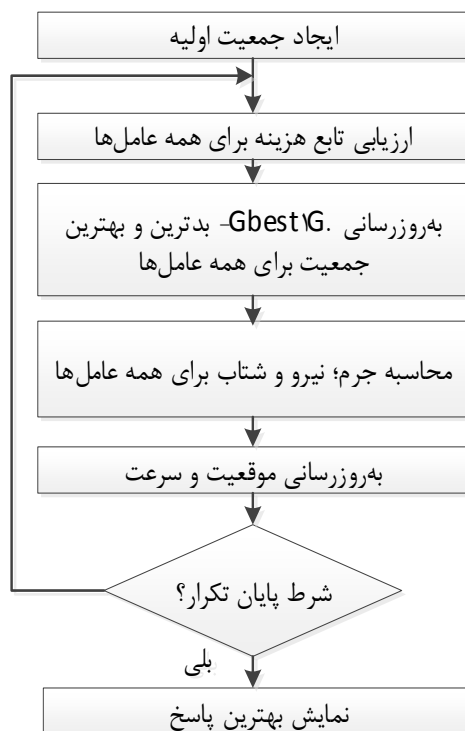 ایجاد جمعیت اولیه
ارزیابی تابع هزینه برای همه عامل‌ها
به‌روزرسانی .Gbest\G- بدترین و بهترین
جمعیت برای همه عامل‌ها
محاسبه جرم؛ نیرو و شتاب برای همه عامل‌ها
به‌روزرسانی موقعیت و سرعت
شرط پایان تکرار؟
بلی
نمایش بهترین پاسخ